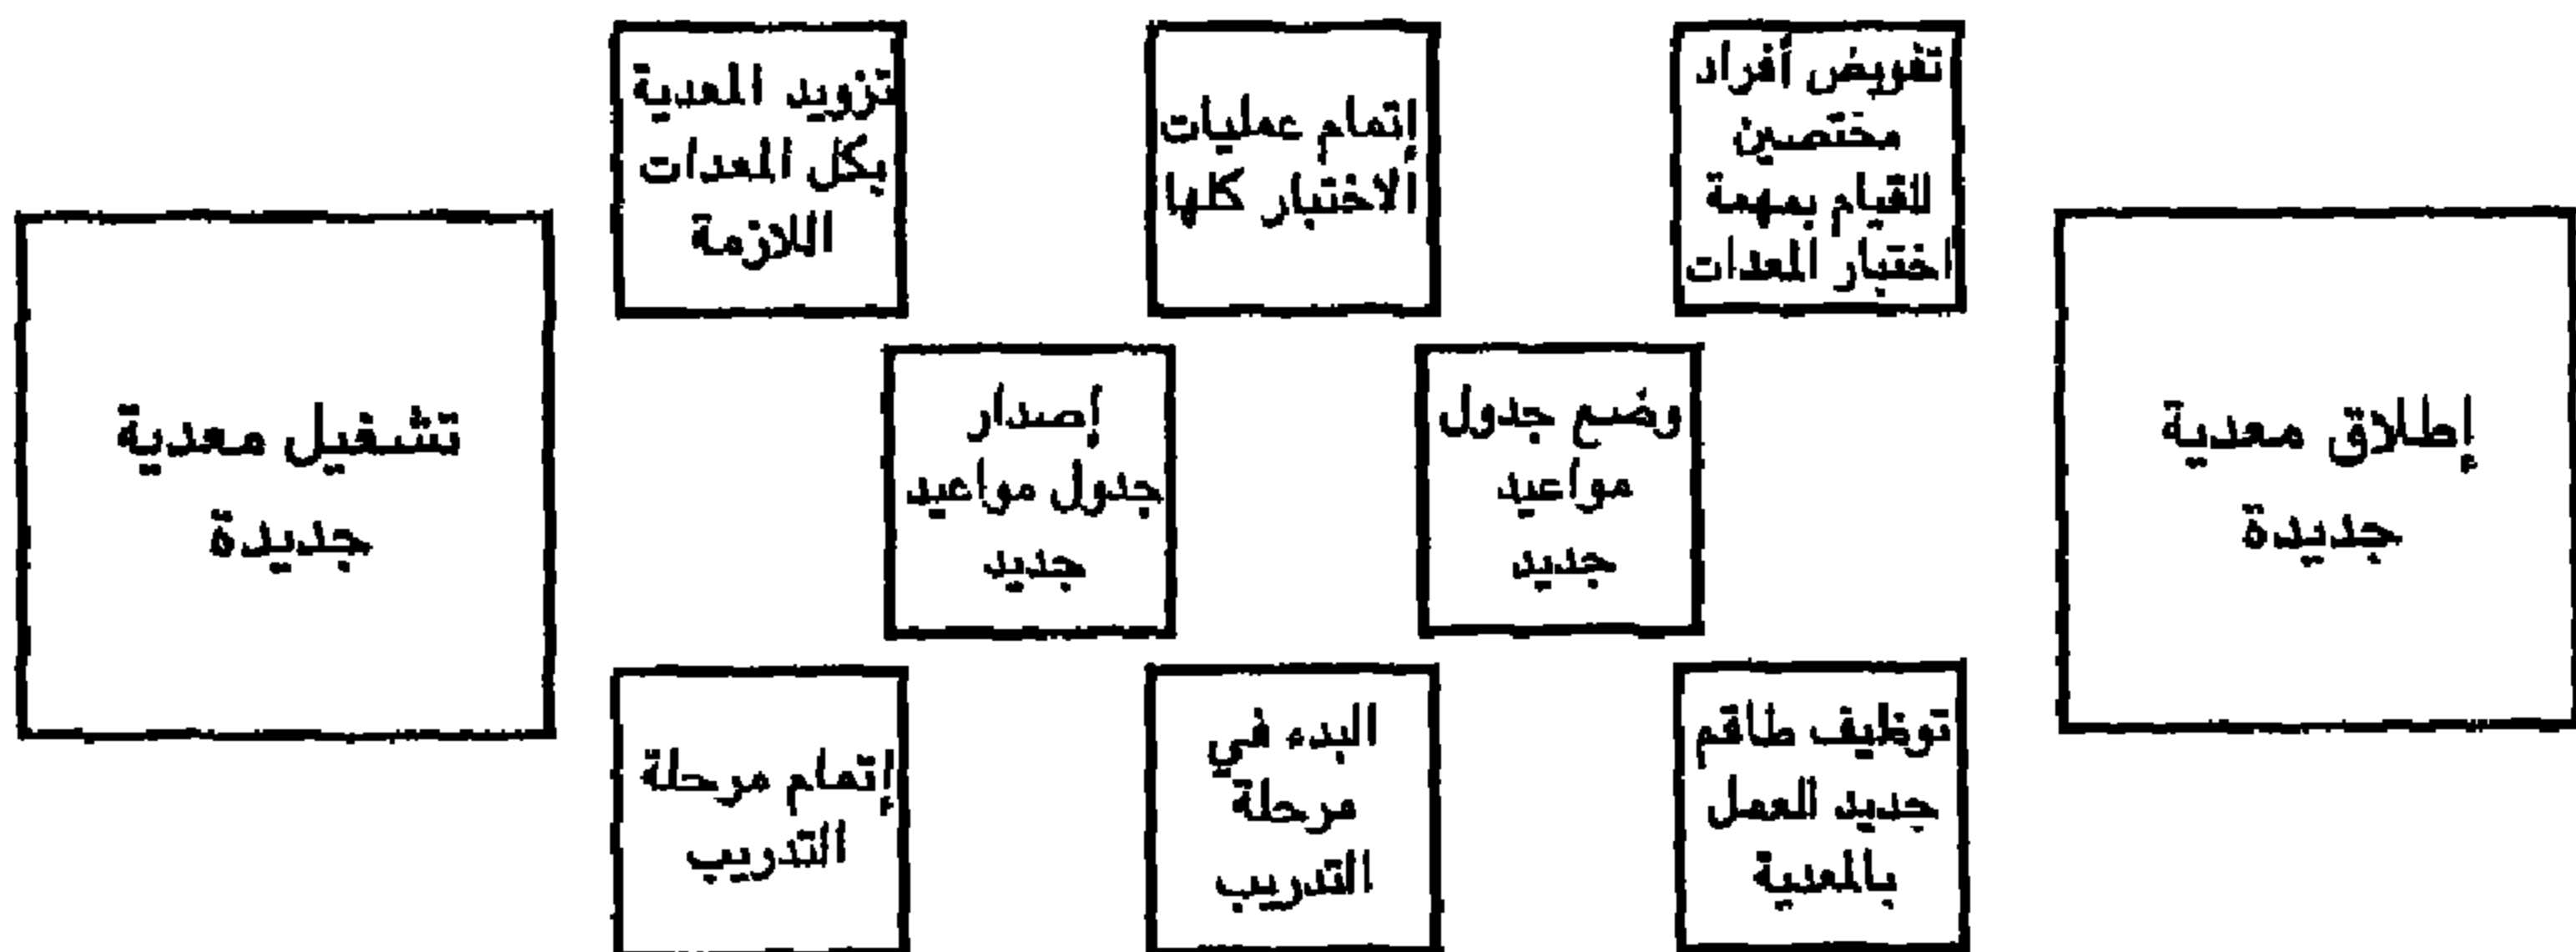 إطلاق معدية
جديدة
تفويض أفراد
مختصين
للقيام بمهمة
اختبار المعدات
إتمام عمليات
الاختبار كلها
تزويد المعدية
بكل المعدات
اللازمة
وضع جدول
مواعيد
جديد
إصدار
جدول مواعيد
جديد
توظيف طاقم
جديد للعمل
بالمعدية
البدء في
مرحلة
التدريب
إتمام مرحلة
التدريب
تشغيل معدية
جديدة